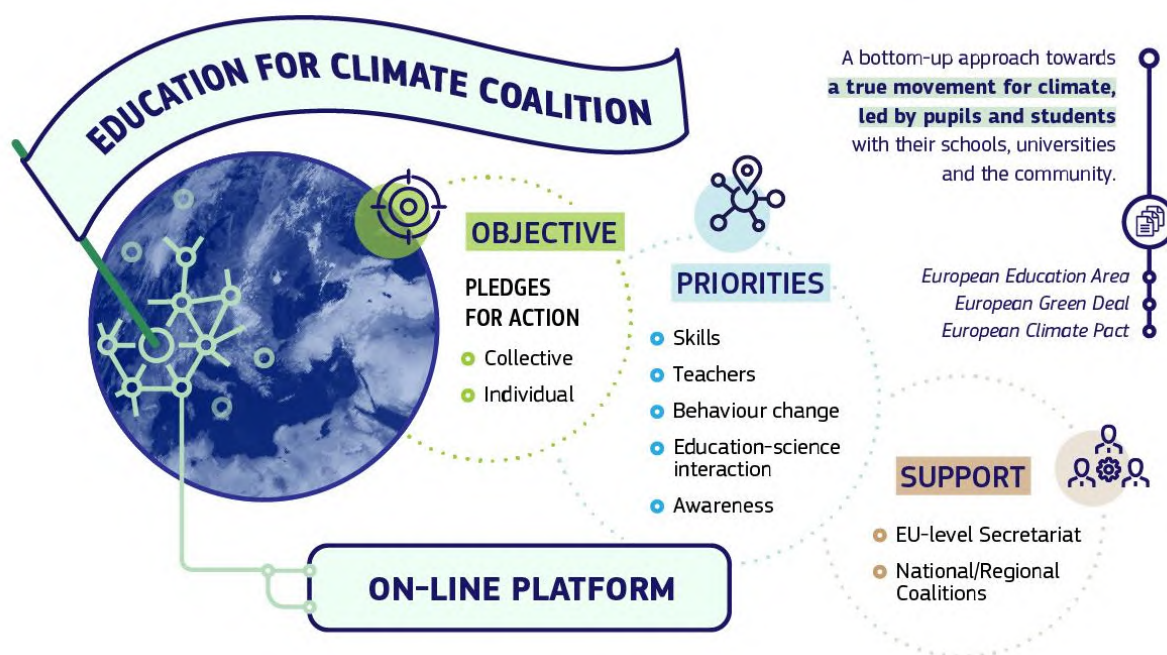 EDUCATION FOR CLIMATE COALITION
A bottom-up approach towards
a true movement for climate,
led by pupils and students
with their schools, universities
and the community.
European Education Area
European Green Deal
European Climate Pact
OBJECTIVE
PLEDGES
FOR ACTION
Collective
Individual
PRIORITIES
Skills
Teachers
Behaviour change
Education-science
interaction
Awareness
SUPPORT
EU-level Secretariat
National/Regional
Coalitions
ON-LINE PLATFORM